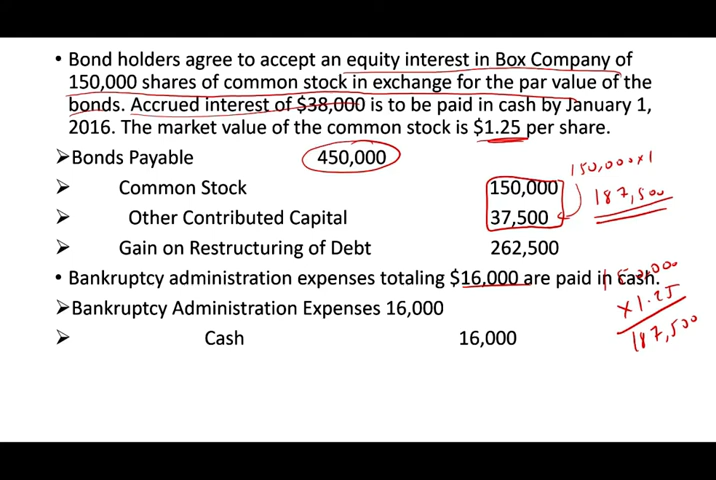 • Bond holders agree to accept an equity interest in Box Company of
150,000 shares of common stock in exchange for the par value of the
bonds. Accrued interest of $38,000 is to be paid in cash by January 1,
2016. The market value of the common stock is $1.25 per share.
➢Bonds Payable 450,000
150,000 x 1
➢ Common Stock 150,000
187,500
➢ Other Contributed Capital 37,500
➢ Gain on Restructuring of Debt 262,500
• Bankruptcy administration expenses totaling $16,000 are paid in cash.
150,000
x 1.25
187,500
➢Bankruptcy Administration Expenses 16,000
➢ Cash 16,000